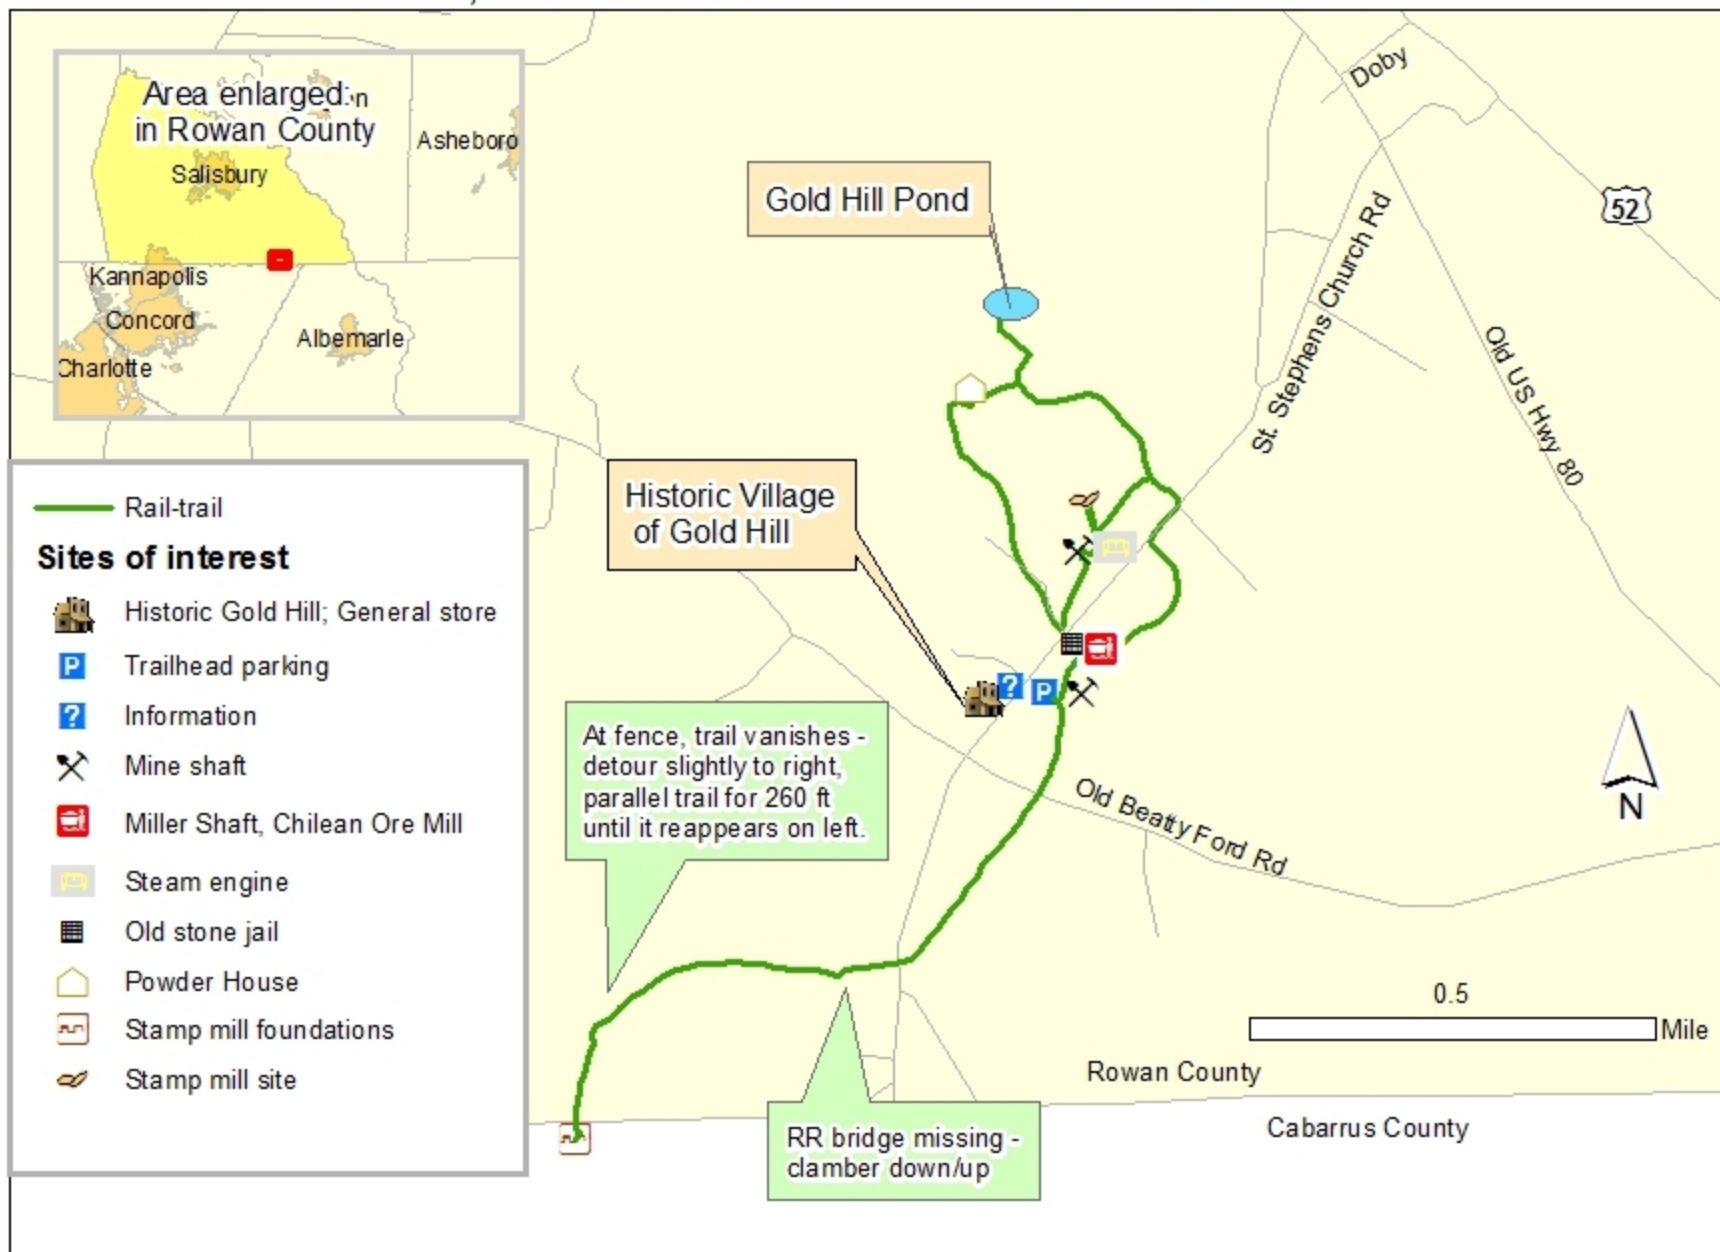 Area enlarged:
in Rowan County
Salisbury
Asheboro
Kannapolis
Concord
Albemarle
Charlotte
Gold Hill Pond
Doby
52
St. Stephens Church Rd
Old US Hwy 80
Historic Village
of Gold Hill
Rail-trail
Sites of interest
Historic Gold Hill; General store
P Trailhead parking
? Information
Mine shaft
Miller Shaft, Chilean Ore Mill
Steam engine
Old stone jail
Powder House
Stamp mill foundations
Stamp mill site
? P
At fence, trail vanishes -
detour slightly to right,
parallel trail for 260 ft
until it reappears on left.
Old Beatty Ford Rd
N
0.5
Mile
Rowan County
Cabarrus County
RR bridge missing -
clamber down/up